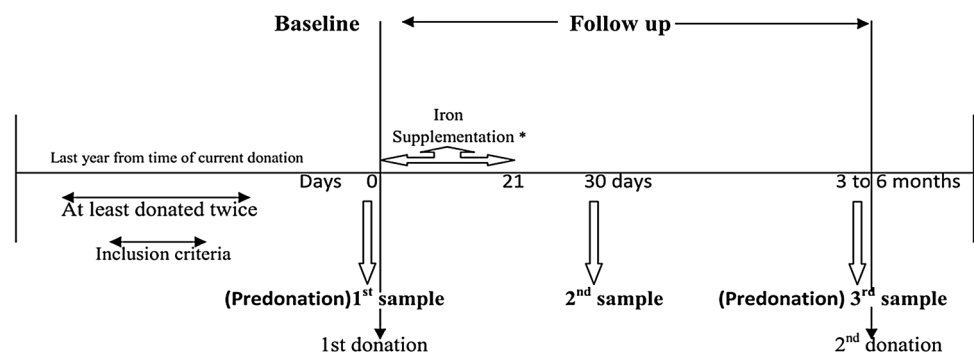 Baseline
Follow up
Iron
Supplementation *
Last year from time of current donation
Days 0 21 30 days 3 to 6 months
At least donated twice
Inclusion criteria
(Predonation)1st sample 2nd sample (Predonation) 3rd sample
1st donation 2nd donation